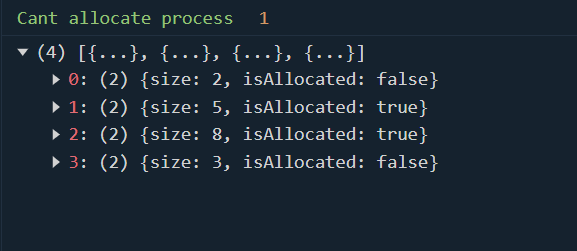 Cant allocate process 1
▼ (4) [{...}, {...}, {...}, {...}]
▶ 0: (2) {size: 2, isAllocated: false}
▶ 1: (2) {size: 5, isAllocated: true}
▶ 2: (2) {size: 8, isAllocated: true}
▶ 3: (2) {size: 3, isAllocated: false}